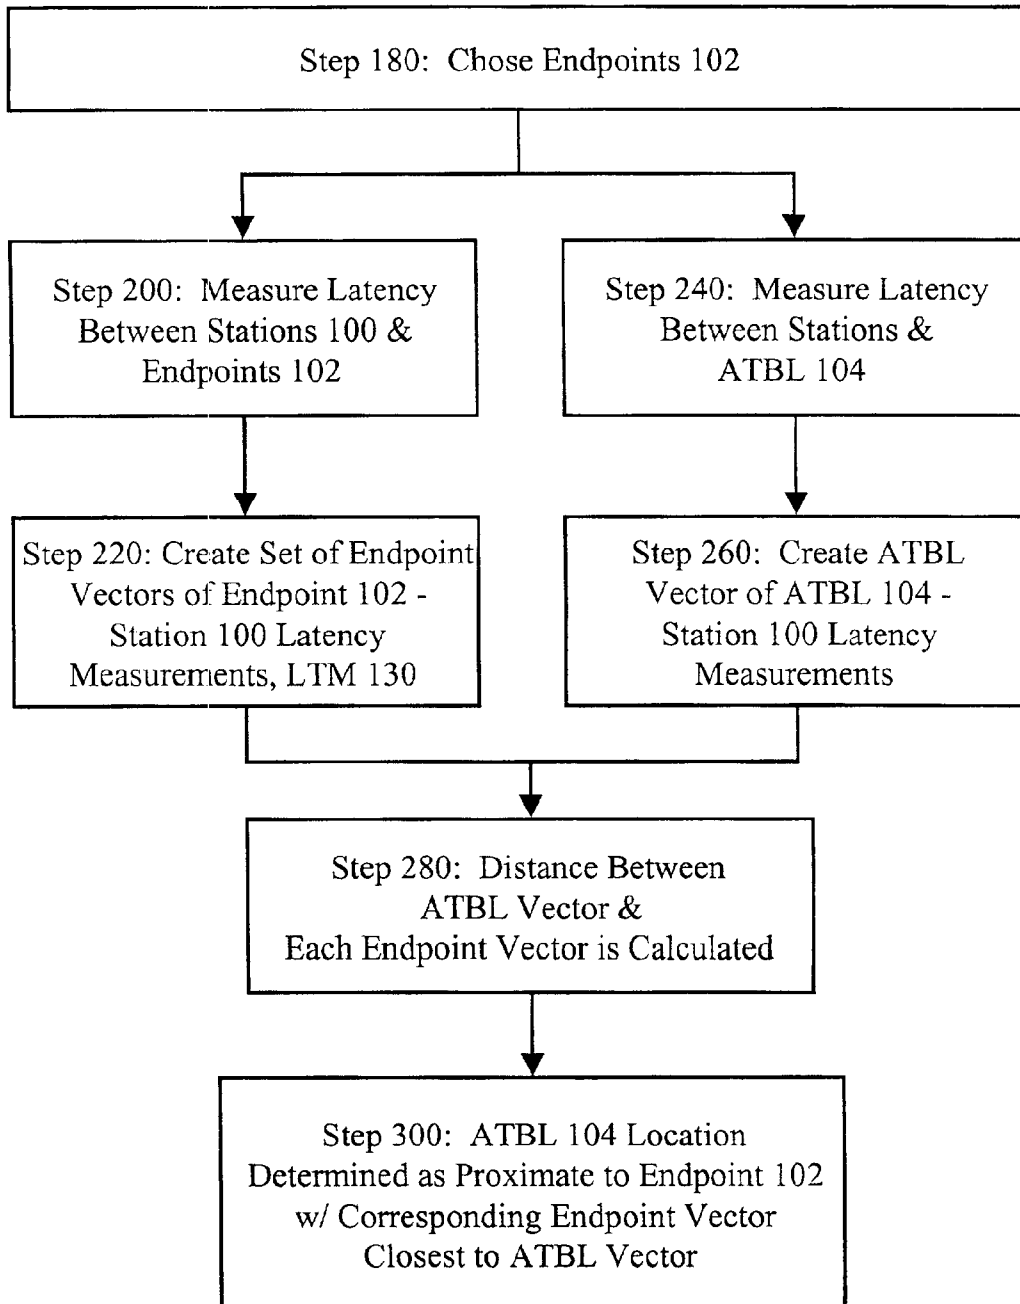 Step 180: Chose Endpoints 102
Step 200: Measure Latency
Between Stations 100 &
Endpoints 102
Step 240: Measure Latency
Between Stations &
ATBL 104
Step 220: Create Set of Endpoint
Vectors of Endpoint 102 -
Station 100 Latency
Measurements, LTM 130
Step 260: Create ATBL
Vector of ATBL 104 -
Station 100 Latency
Measurements
Step 280: Distance Between
ATBL Vector &
Each Endpoint Vector is Calculated
Step 300: ATBL 104 Location
Determined as Proximate to Endpoint 102
w/ Corresponding Endpoint Vector
Closest to ATBL Vector